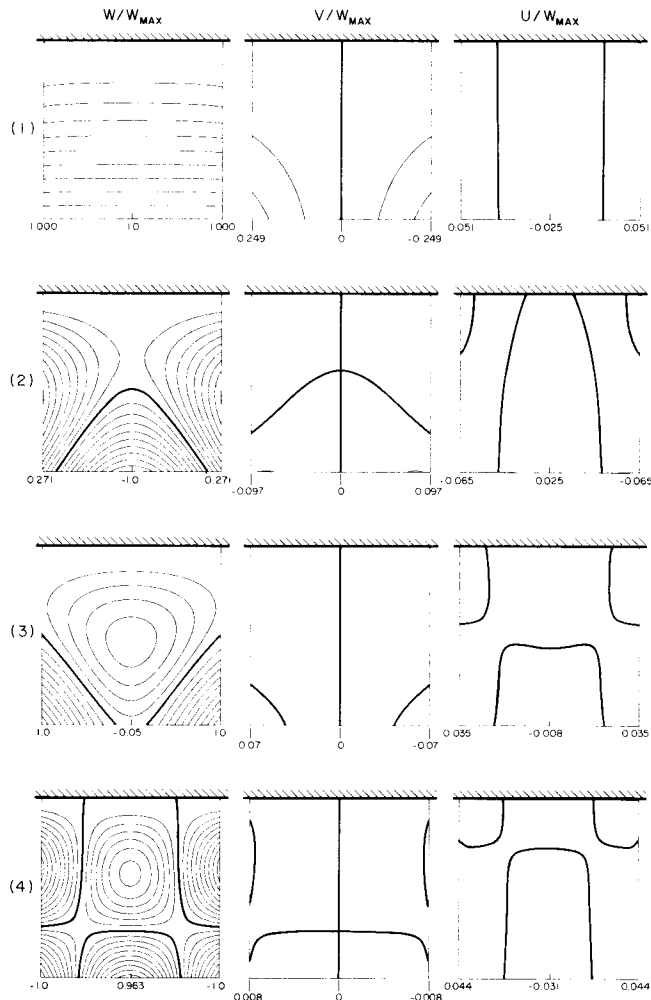 W/W_MAX V/W_MAX U/W_MAX
(1)
1.000 1.0 1.000 0.249 0 -0.249 0.051 -0.025 0.051
(2)
0.271 -1.0 0.271 -0.097 0 0.097 -0.065 0.025 -0.065
(3)
1.0 -0.05 1.0 0.07 0 -0.07 0.035 -0.008 0.035
(4)
-1.0 0.963 -1.0 0.008 0 -0.008 0.044 -0.031 0.044